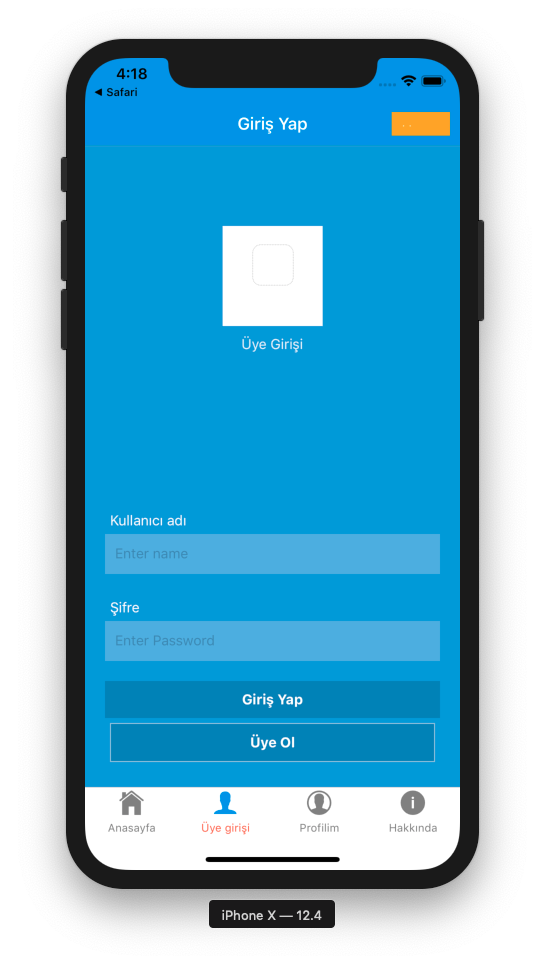 4:18
◀ Safari
Giriş Yap
Üye Girişi
Kullanıcı adı
Enter name
Şifre
Enter Password
Giriş Yap
Üye Ol
Anasayfa
Üye girişi
Profilim
Hakkında
iPhone X — 12.4